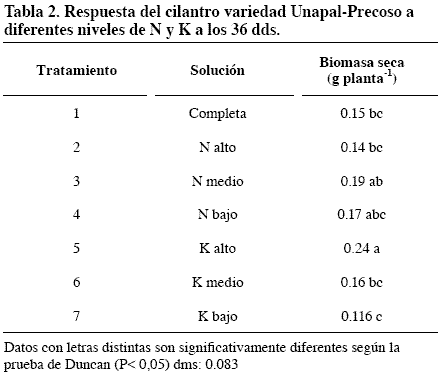 Tabla 2. Respuesta del cilantro variedad Unapal-Precoso a
diferentes niveles de N y K a los 36 dds.
Tratamiento Solución Biomasa seca
(g planta⁻¹)
1 Completa 0.15 bc
2 N alto 0.14 bc
3 N medio 0.19 ab
4 N bajo 0.17 abc
5 K alto 0.24 a
6 K medio 0.16 bc
7 K bajo 0.116 c
Datos con letras distintas son significativamente diferentes según la
prueba de Duncan (P< 0,05) dms: 0.083